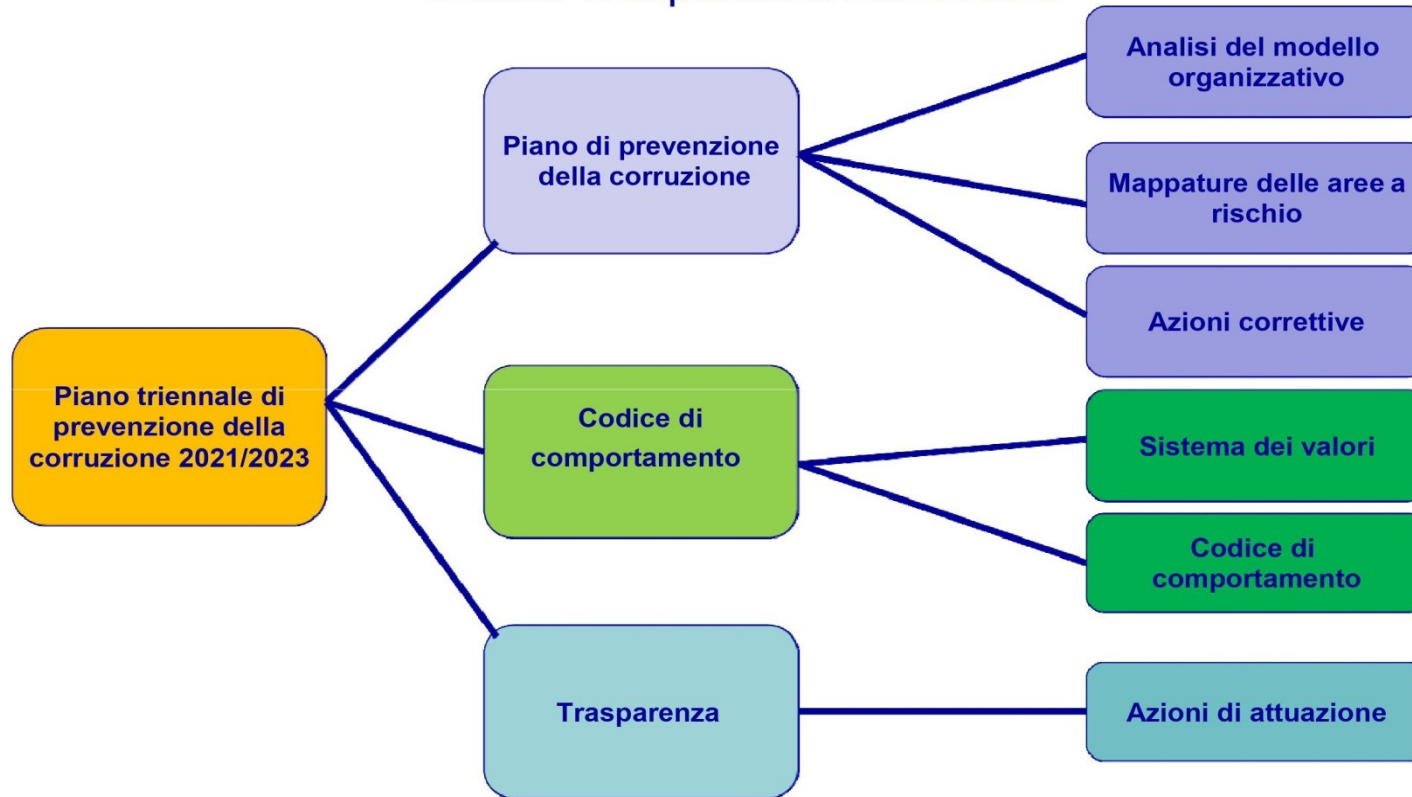 Piano triennale di
prevenzione della
corruzione 2021/2023
Piano di prevenzione
della corruzione
Analisi del modello
organizzativo
Mappature delle aree a
rischio
Azioni correttive
Codice di
comportamento
Sistema dei valori
Codice di
comportamento
Trasparenza
Azioni di attuazione